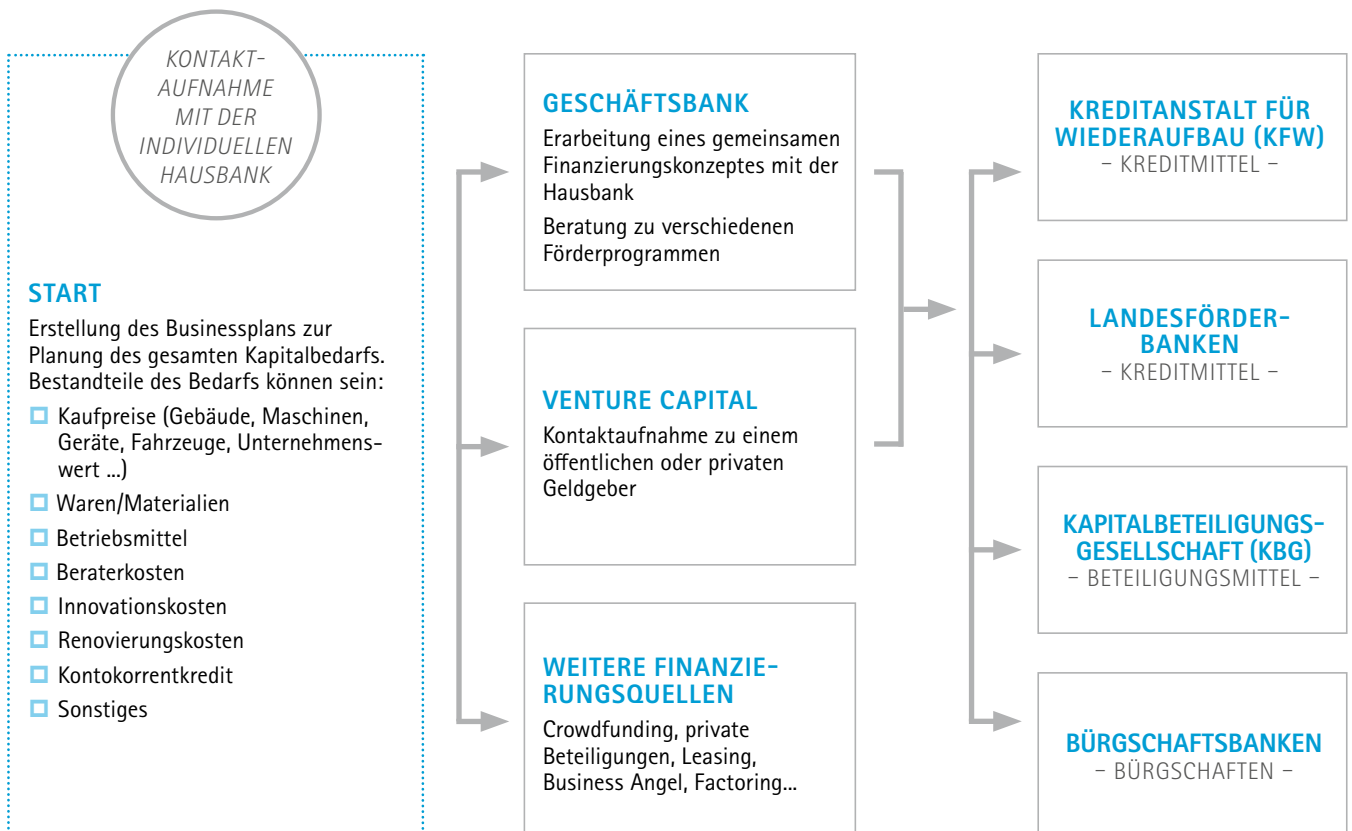 KONTAKT-
AUFNAHME
MIT DER
INDIVIDUELLEN
HAUSBANK
START
Erstellung des Businessplans zur
Planung des gesamten Kapitalbedarfs.
Bestandteile des Bedarfs können sein:
Kaufpreise (Gebäude, Maschinen,
Geräte, Fahrzeuge, Unternehmens-
wert ...)
Waren/Materialien
Betriebsmittel
Beraterkosten
Innovationskosten
Renovierungskosten
Kontokorrentkredit
Sonstiges
GESCHÄFTSBANK
Erarbeitung eines gemeinsamen
Finanzierungskonzeptes mit der
Hausbank
Beratung zu verschiedenen
Förderprogrammen
VENTURE CAPITAL
Kontaktaufnahme zu einem
öffentlichen oder privaten
Geldgeber
WEITERE FINANZIE-
RUNGSQUELLEN
Crowdfunding, private
Beteiligungen, Leasing,
Business Angel, Factoring...
KREDITANSTALT FÜR
WIEDERAUFBAU (KFW)
– KREDITMITTEL –
LANDESFÖRDER-
BANKEN
– KREDITMITTEL –
KAPITALBETEILIGUNGS-
GESELLSCHAFT (KBG)
– BETEILIGUNGSMITTEL –
BÜRGSCHAFTSBANKEN
– BÜRGSCHAFTEN –